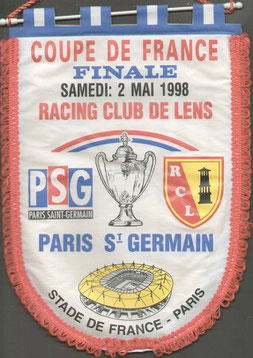 COUPE DE FRANCE
FINALE
SAMEDI: 2 MAI 1998
RACING CLUB DE LENS
PSG
PARIS SAINT-GERMAIN
RCL
PARIS ST GERMAIN
STADE DE FRANCE - PARIS